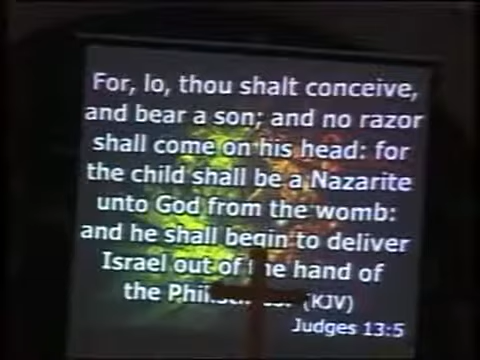 For, lo, thou shalt conceive,
and bear a son; and no razor
shall come on his head: for
the child shall be a Nazarite
unto God from the womb:
and he shall begin to deliver
Israel out of hand of
the (KJV)
Judges 13:5